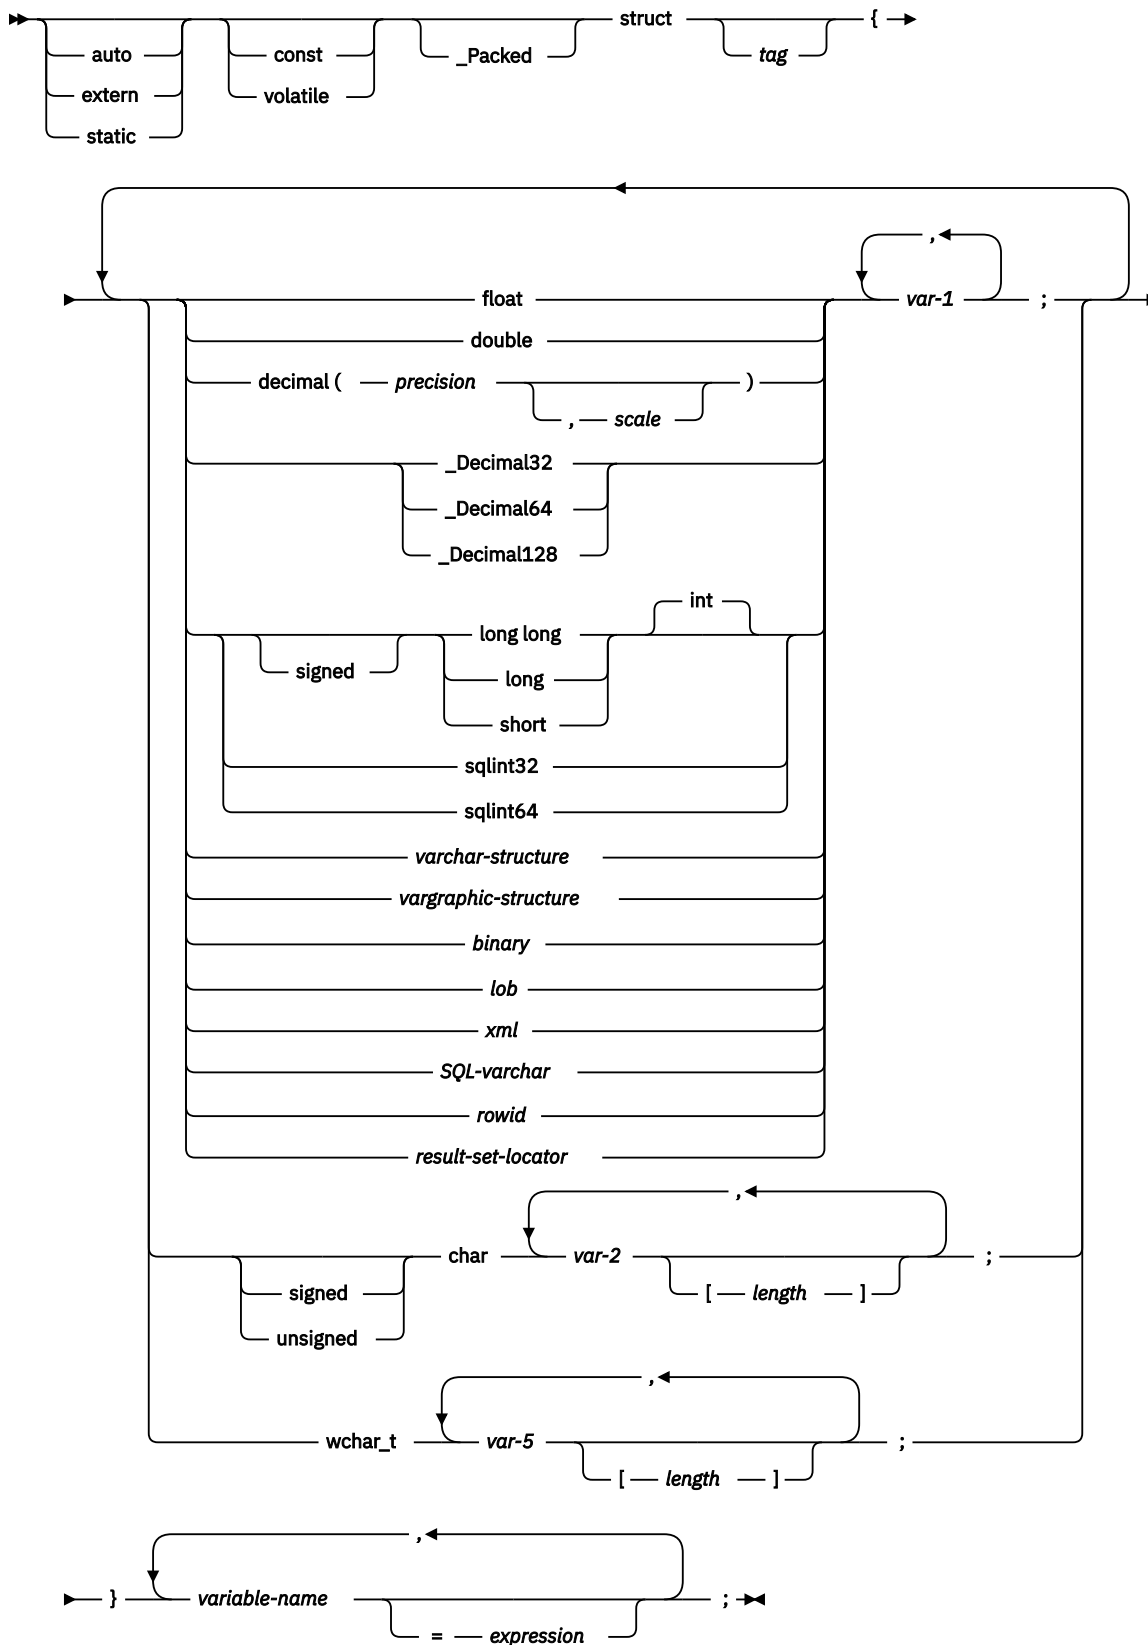 struct {
auto const _Packed tag
extern volatile
static
,
float var-1 ;
double
decimal ( precision )
, scale
_Decimal32
_Decimal64
_Decimal128
int
long long
signed long
short
sqlint32
sqlint64
varchar-structure
vargraphic-structure
binary
lob
xml
SQL-varchar
rowid
result-set-locator
,
char var-2 ;
signed [ length ]
unsigned
,
wchar_t var-5 ;
[ length ]
,
} variable-name ;
= expression